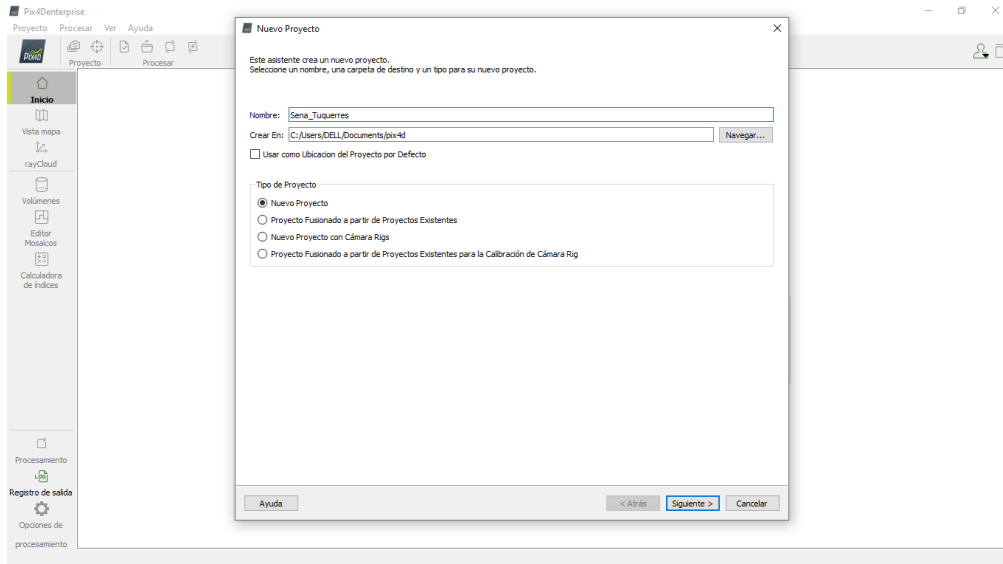 Pix4Denterprise
Proyecto Procesar Ver Ayuda
PIX4D
Proyecto
Procesar
Inicio
Vista mapa
rayCloud
Volúmenes
Editor
Mosaicos
Calculadora
de índices
Procesamiento
LOG
Registro de salida
Opciones de
procesamiento
Nuevo Proyecto
Este asistente crea un nuevo proyecto.
Seleccione un nombre, una carpeta de destino y un tipo para su nuevo proyecto.
Nombre: Sena_Tuquerres
Crear En: C:/Users/DELL/Documents/pix4d Navegar...
Usar como Ubicacion del Proyecto por Defecto
Tipo de Proyecto
Nuevo Proyecto
Proyecto Fusionado a partir de Proyectos Existentes
Nuevo Proyecto con Cámara Rigs
Proyecto Fusionado a partir de Proyectos Existentes para la Calibración de Cámara Rig
Ayuda < Atrás Siguiente > Cancelar